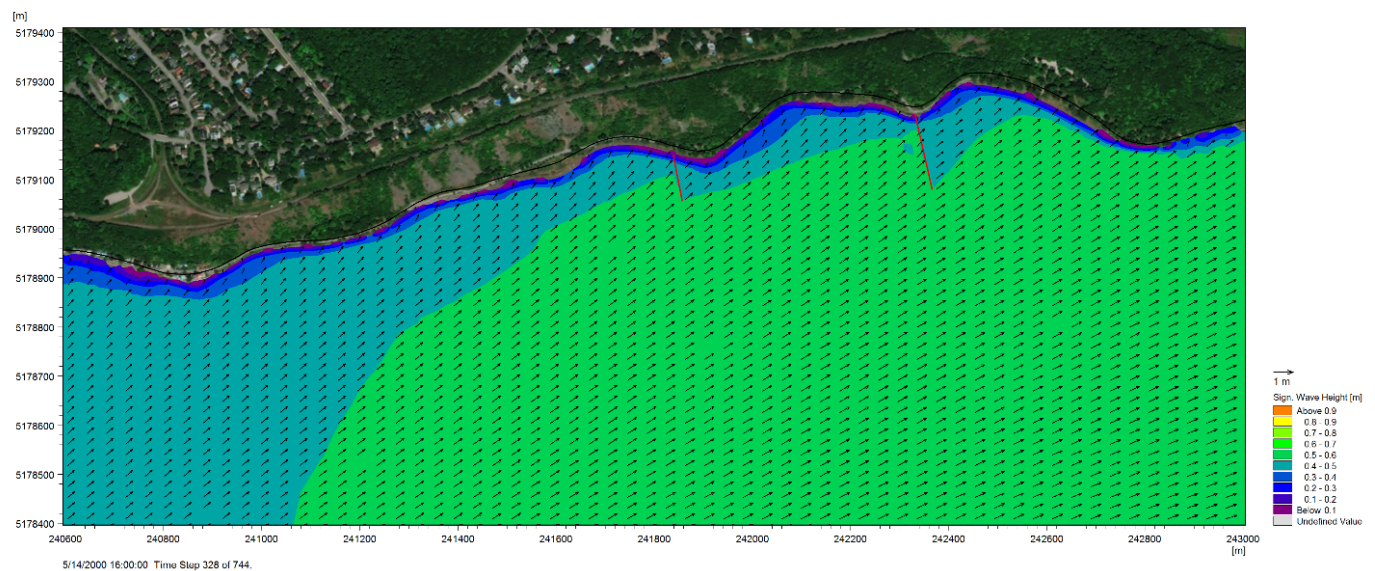 [m]
5179400
5179300
5179200
5179100
5179000
5178900
5178800
5178700
5178600
5178500
5178400
240600 240800 241000 241200 241400 241600 241800 242000 242200 242400 242600 242800 243000
[m]
5/14/2000 16:00:00 Time Step 328 of 744.
1 m
Sign. Wave Height [m]
Above 0.9
0.8 - 0.9
0.7 - 0.8
0.6 - 0.7
0.5 - 0.6
0.4 - 0.5
0.3 - 0.4
0.2 - 0.3
0.1 - 0.2
Below 0.1
Undefined Value